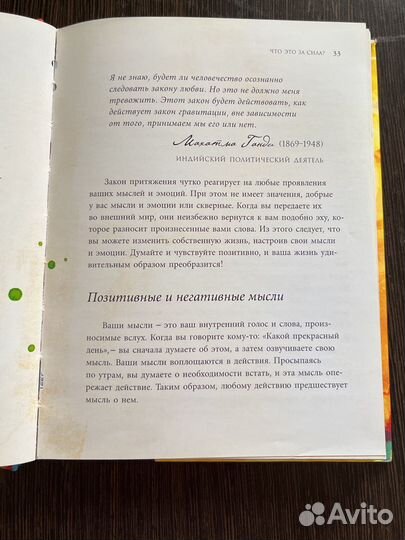 ЧТО ЭТО ЗА СИЛА? 33
Я не знаю, будет ли человечество осознанно
следовать закону любви. Но это не должно меня
тревожить. Этот закон будет действовать, как
действует закон гравитации, вне зависимости
от того, принимаем мы его или нет.
Махатма Ганди (1869–1948)
ИНДИЙСКИЙ ПОЛИТИЧЕСКИЙ ДЕЯТЕЛЬ
Закон притяжения чутко реагирует на любые проявления
ваших мыслей и эмоций. При этом не имеет значения, добрые
у вас мысли и эмоции или скверные. Когда вы передаете их
во внешний мир, они неизбежно вернутся к вам подобно эху, ко-
торое разносит произнесенные вами слова. Из этого следует, что
вы можете изменить собственную жизнь, настроив свои мысли
и эмоции. Думайте и чувствуйте позитивно, и ваша жизнь уди-
вительным образом преобразится!
Позитивные и негативные мысли
Ваши мысли – это ваш внутренний голос и слова, произ-
носимые вслух. Когда вы говорите кому-то: «Какой прекрасный
день», – вы сначала думаете об этом, а затем озвучиваете свою
мысль. Ваши мысли воплощаются в действия. Просыпаясь
по утрам, вы думаете о необходимости встать, и эта мысль опе-
режает действие. Таким образом, любому действию предшествует
мысль о нем.
Avito